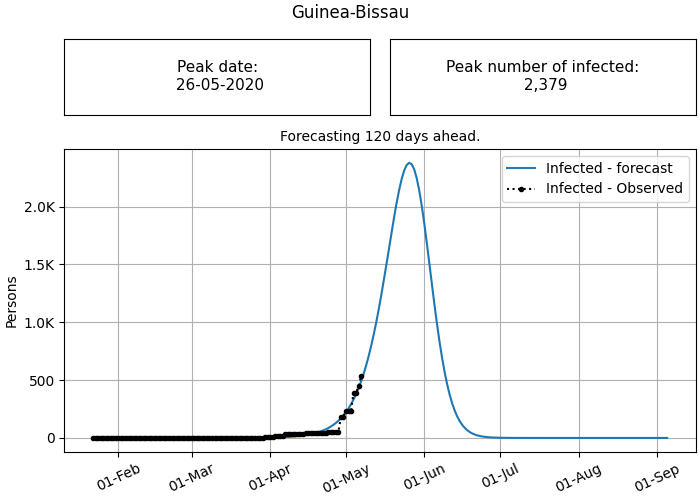 Guinea-Bissau
Peak date:
26-05-2020
Peak number of infected:
2,379
Forecasting 120 days ahead.
Infected - forecast
Infected - Observed
Persons
2.0K
1.5K
1.0K
500
0
01-Feb
01-Mar
01-Apr
01-May
01-Jun
01-Jul
01-Aug
01-Sep